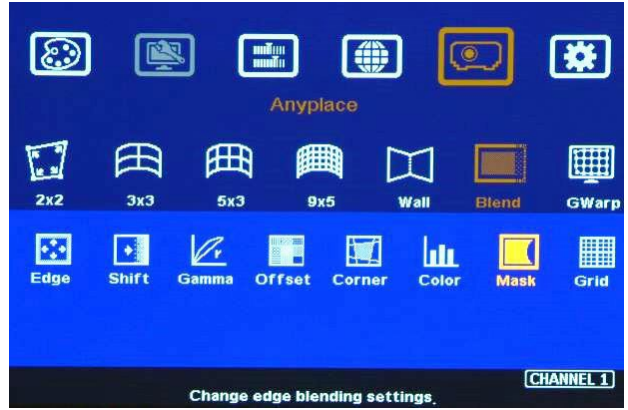 Anyplace
2x2 3x3 5x3 9x5 Wall Blend GWarp
Edge Shift Gamma Offset Corner Color Mask Grid
CHANNEL 1
Change edge blending settings.